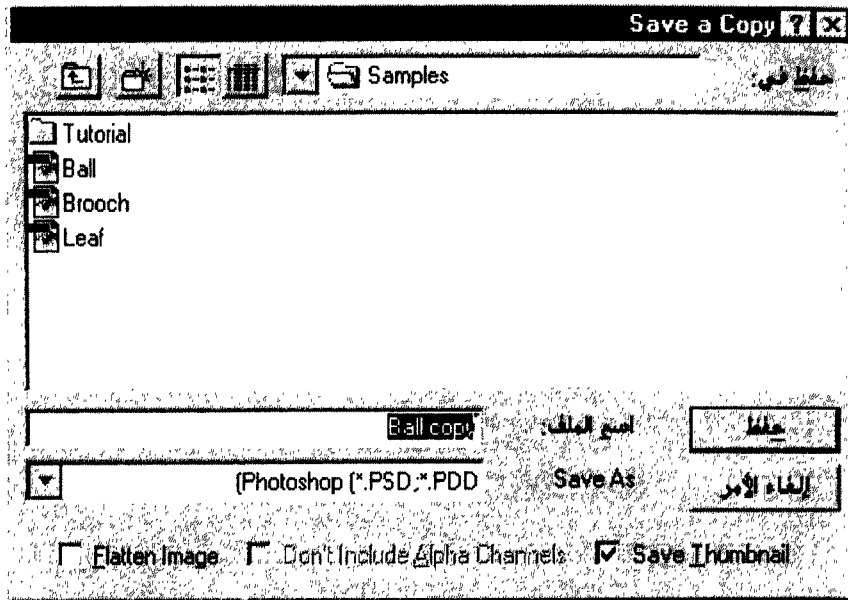 Save a Copy
حفظ في: Samples
Tutorial
Ball
Brooch
Leaf
اسم الملف: Ball copy
حفظ
Save As (Photoshop (*.PSD;*.PDD
إلغاء الأمر
Flatten Image Don't Include Alpha Channels Save Thumbnail